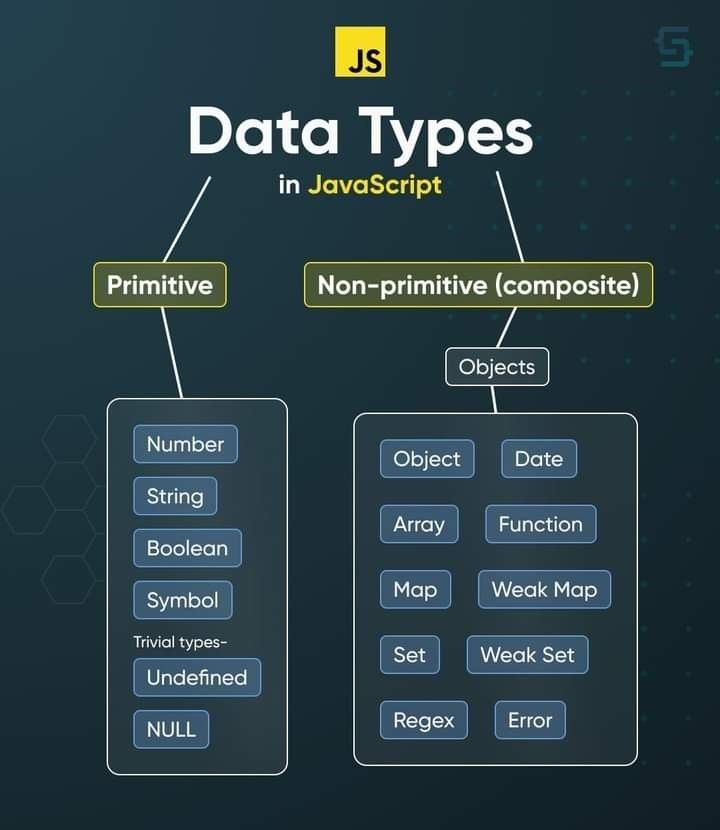 JS
Data Types
in JavaScript
Primitive
Non-primitive (composite)
Objects
Number
String
Boolean
Symbol
Trivial types-
Undefined
NULL
Object Date
Array Function
Map Weak Map
Set Weak Set
Regex Error